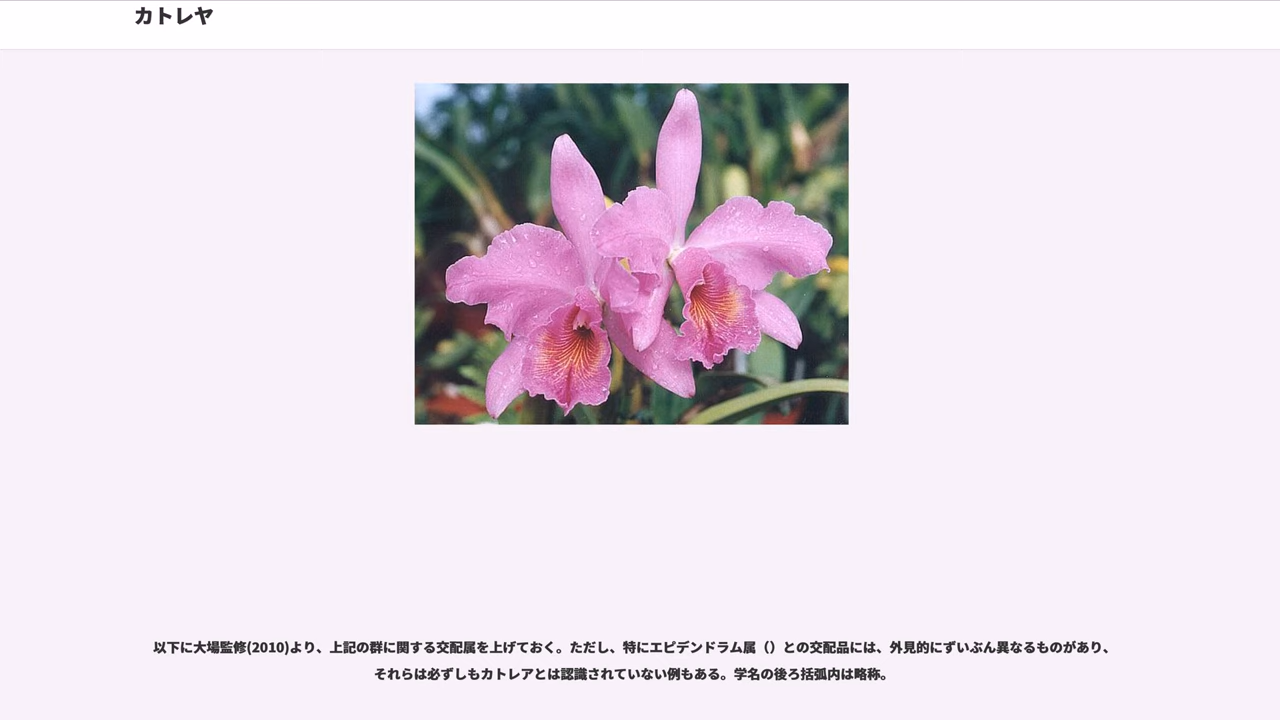 カトレヤ
以下に大場監修(2010)より、上記の群に関する交配属を上げておく。ただし、特にエピデンドラム属（）との交配品には、外見的にずいぶん異なるものがあり、
それらは必ずしもカトレアとは認識されていない例もある。学名の後ろ括弧内は略称。